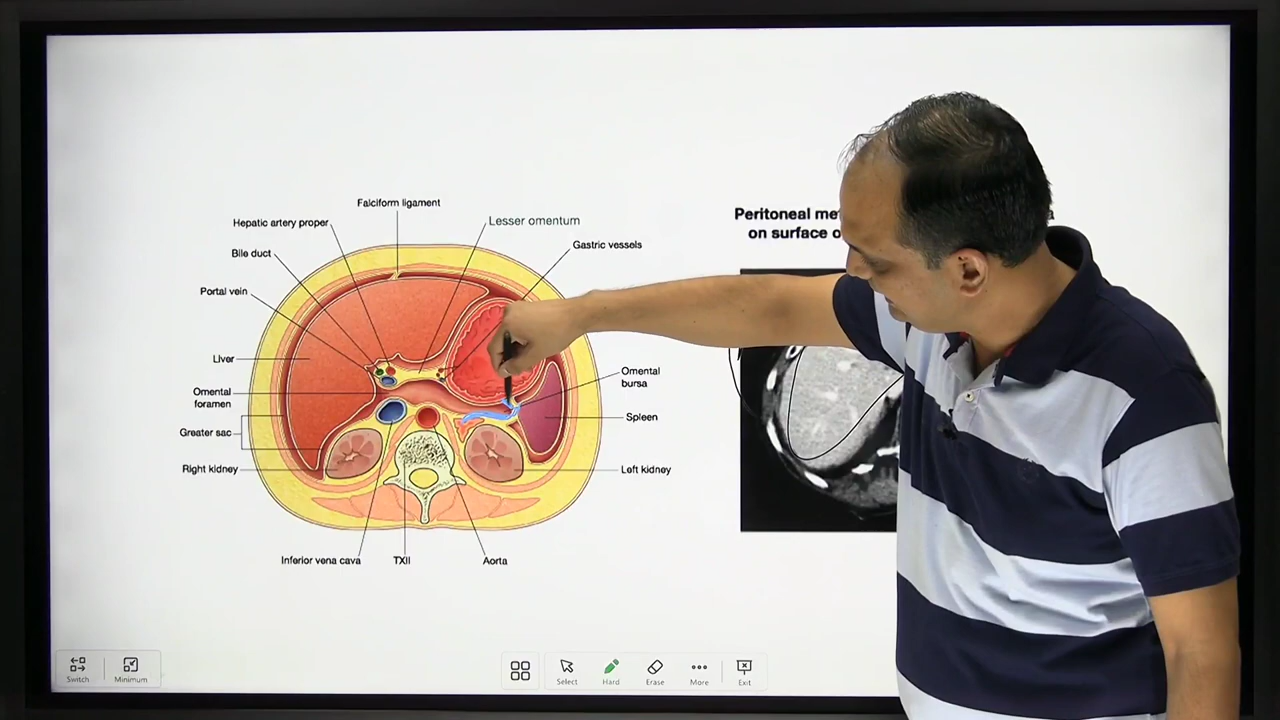 Falciform ligament
Hepatic artery proper
Lesser omentum
Bile duct
Gastric vessels
Portal vein
Liver
Omental
foramen
Greater sac
Right kidney
Omental
bursa
Spleen
Left kidney
Inferior vena cava
TXII
Aorta
Peritoneal
on surface
Switch
Minimum
Select
Hard
Erase
More
Exit